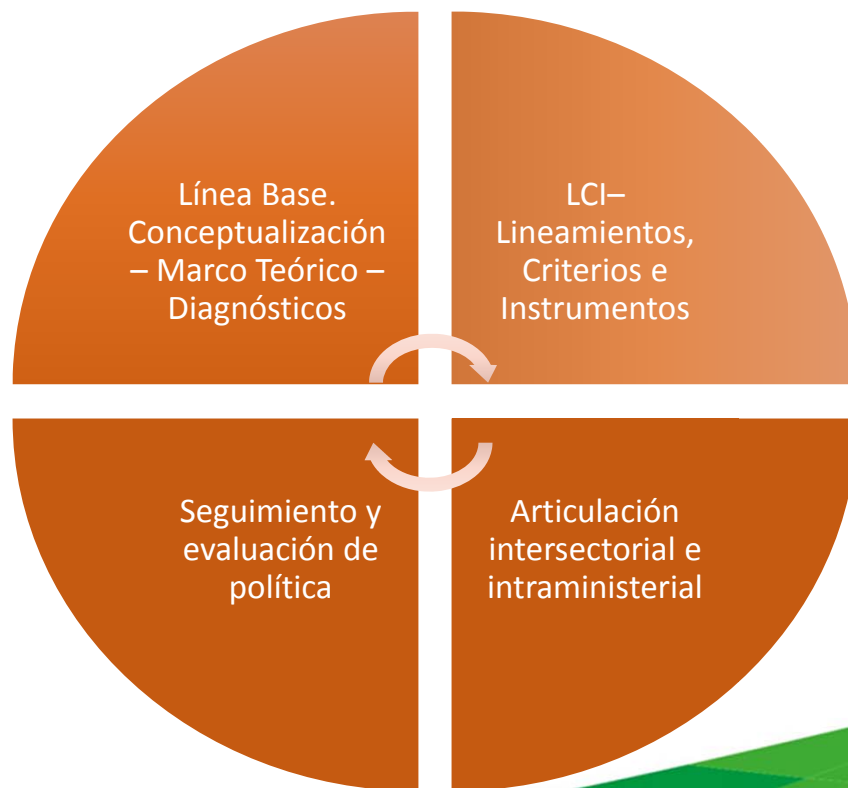 Línea Base.
Conceptualización
– Marco Teórico –
Diagnósticos
LCI–
Lineamientos,
Criterios e
Instrumentos
Seguimiento y
evaluación de
política
Articulación
intersectorial e
intraministerial